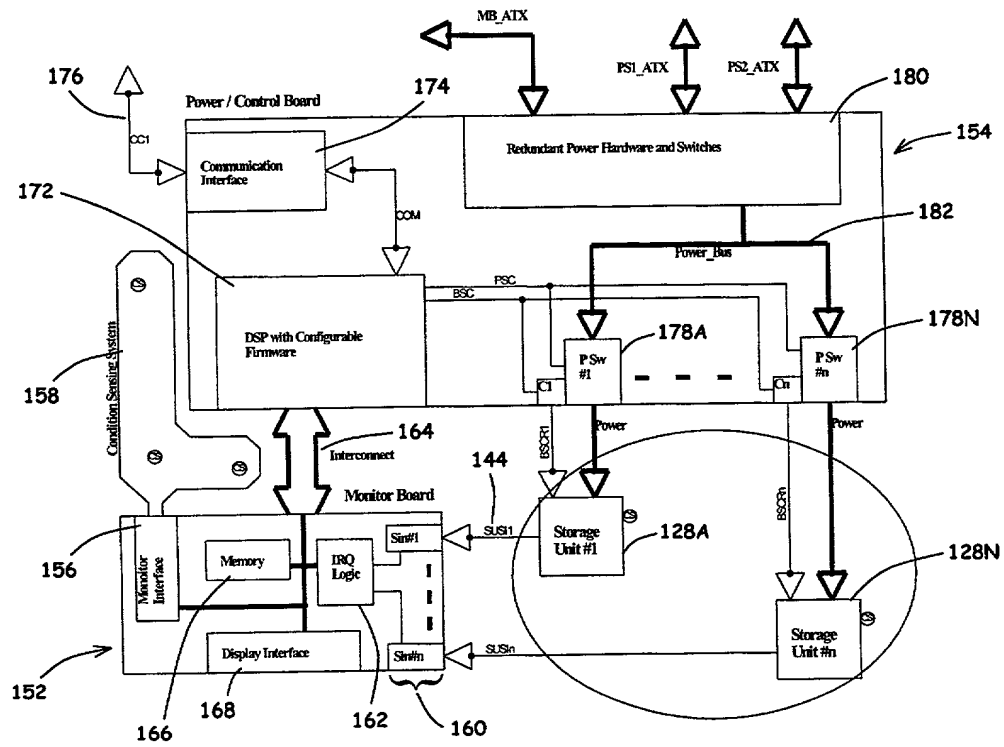 MB_ATX
PS1_ATX
PS2_ATX
176
174
180
Power / Control Board
154
CC1
Communication
Interface
Redundant Power Hardware and Switches
172
COM
182
Power_Bus
PSC
BSC
DSP with Configurable
Firmware
178A
178N
P Sw
#1
P Sw
#n
C1
Cn
158
Condition Sensing System
164
Interconnect
BSCR1
Power
Power
Monitor Board
144
BSCRn
SUSI1
Storage
Unit #1
128A
128N
156
Monoitor
Interface
Memory
IRQ
Logic
Sin#1
Storage
Unit #n
Display Interface
Sin#n
SUSIn
152
166
168
162
160